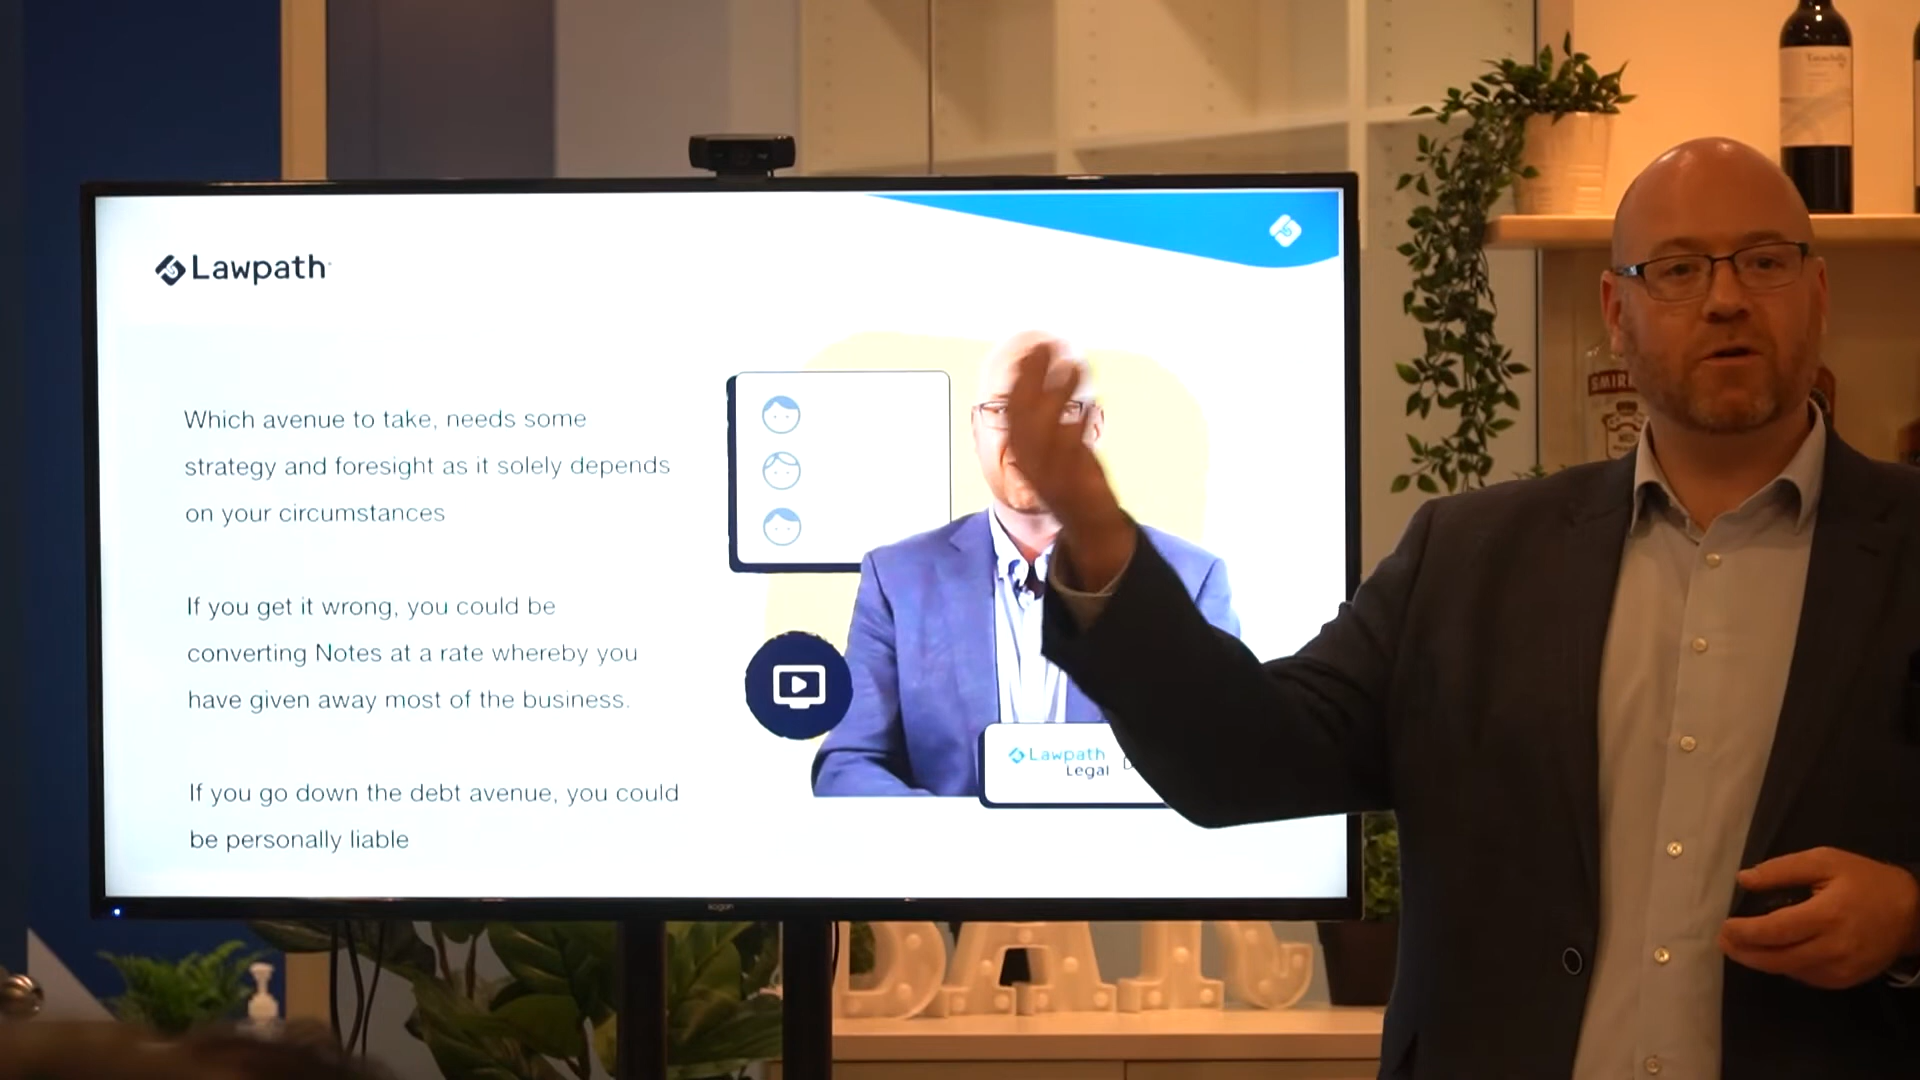 Lawpath
Which avenue to take, needs some
strategy and foresight as it solely depends
on your circumstances
If you get it wrong, you could be
converting Notes at a rate whereby you
have given away most of the business.
If you go down the debt avenue, you could
be personally liable
Lawpath
Legal D
kogan
SMIR